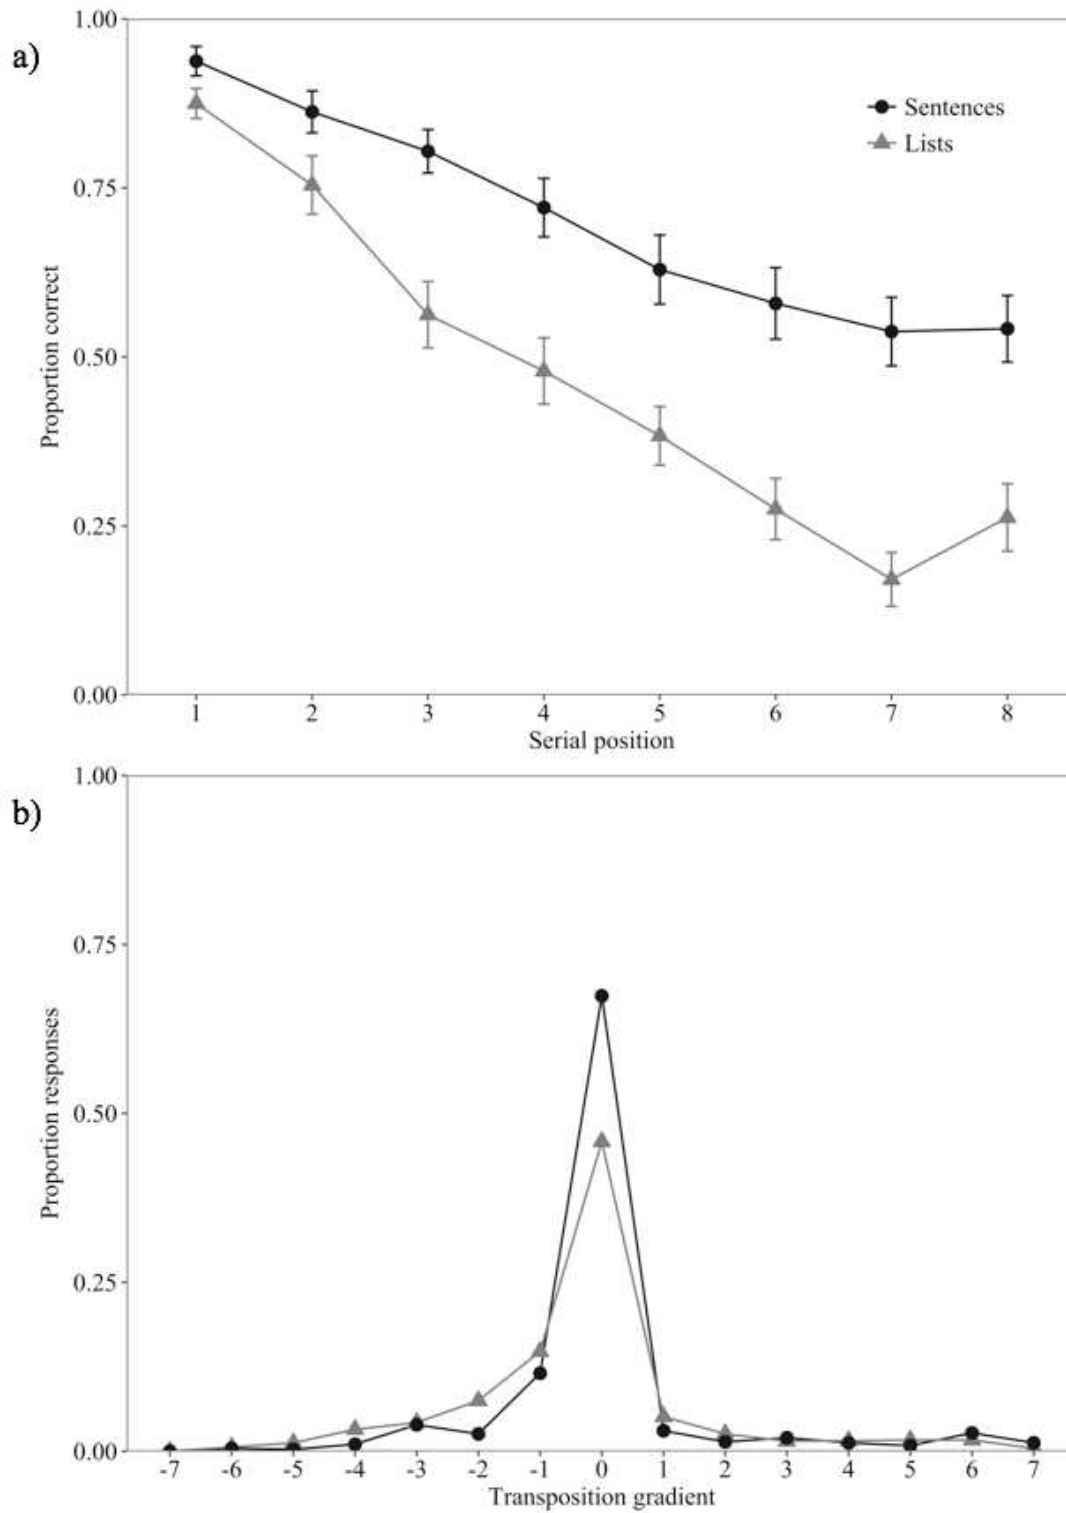 a)
1.00
0.75
0.50
0.25
0.00
Proportion correct
Sentences
Lists
1 2 3 4 5 6 7 8
Serial position
b)
1.00
0.75
0.50
0.25
0.00
Proportion responses
-7 -6 -5 -4 -3 -2 -1 0 1 2 3 4 5 6 7
Transposition gradient